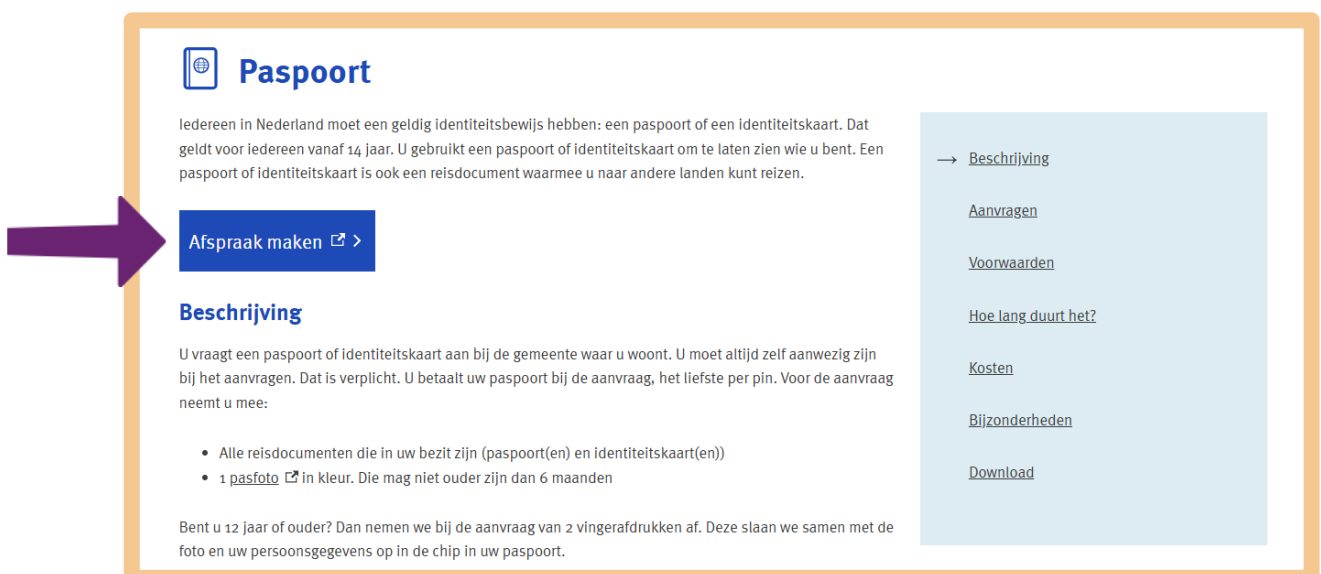 Paspoort
Iedereen in Nederland moet een geldig identiteitsbewijs hebben: een paspoort of een identiteitskaart. Dat
geldt voor iedereen vanaf 14 jaar. U gebruikt een paspoort of identiteitskaart om te laten zien wie u bent. Een
paspoort of identiteitskaart is ook een reisdocument waarmee u naar andere landen kunt reizen.
Afspraak maken
Beschrijving
U vraagt een paspoort of identiteitskaart aan bij de gemeente waar u woont. U moet altijd zelf aanwezig zijn
bij het aanvragen. Dat is verplicht. U betaalt uw paspoort bij de aanvraag, het liefste per pin. Voor de aanvraag
neemt u mee:
• Alle reisdocumenten die in uw bezit zijn (paspoort(en) en identiteitskaart(en))
• 1 pasfoto in kleur. Die mag niet ouder zijn dan 6 maanden
Bent u 12 jaar of ouder? Dan nemen we bij de aanvraag van 2 vingerafdrukken af. Deze slaan we samen met de
foto en uw persoonsgegevens op in de chip in uw paspoort.
→ Beschrijving
Aanvragen
Voorwaarden
Hoe lang duurt het?
Kosten
Bijzonderheden
Download